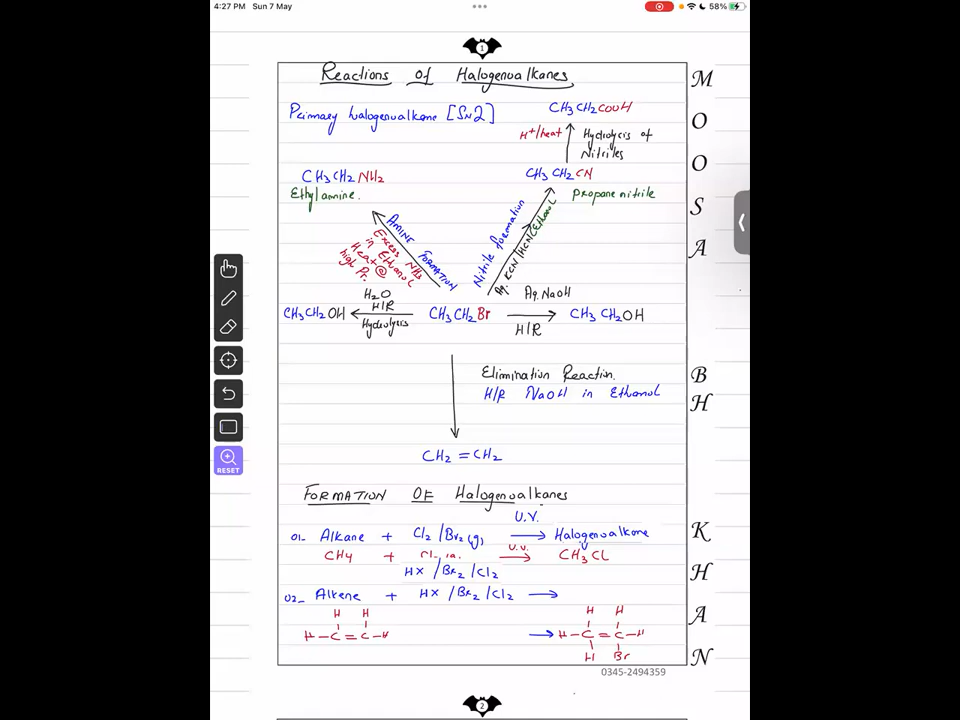 4:27 PM Sun 7 May
58%
1
Reactions of Halogenoalkanes
Primary halogenoalkane [SN2]
CH3CH2COOH
H+/heat
Hydrolysis of
Nitriles
CH3CH2NH2
Ethylamine.
CH3CH2CN
Propanenitrile
AMINE FORMATION
Excess NH3
in Ethanol
Heat @
high Pr.
Nitrile formation
Aq. KCN/HCN(Ethanol
H2O
H/R
Hydrolysis
CH3CH2OH
CH3CH2Br
Aq. NaOH
H/R
CH3CH2OH
Elimination Reaction.
H/R NaOH in Ethanol
CH2 = CH2
FORMATION OF Halogenoalkanes
01- Alkane + Cl2/Br2(g) U.V. → Halogenoalkane
CH4 + U.V. → CH3Cl
HX /Br2 /Cl2
02- Alkene + HX /Br2 /Cl2 →
H H
H - C = C - H
→ H - C = C - H
H H
H Br
0345-2494359
2
M
O
O
S
A
B
H
K
H
A
N
RESET